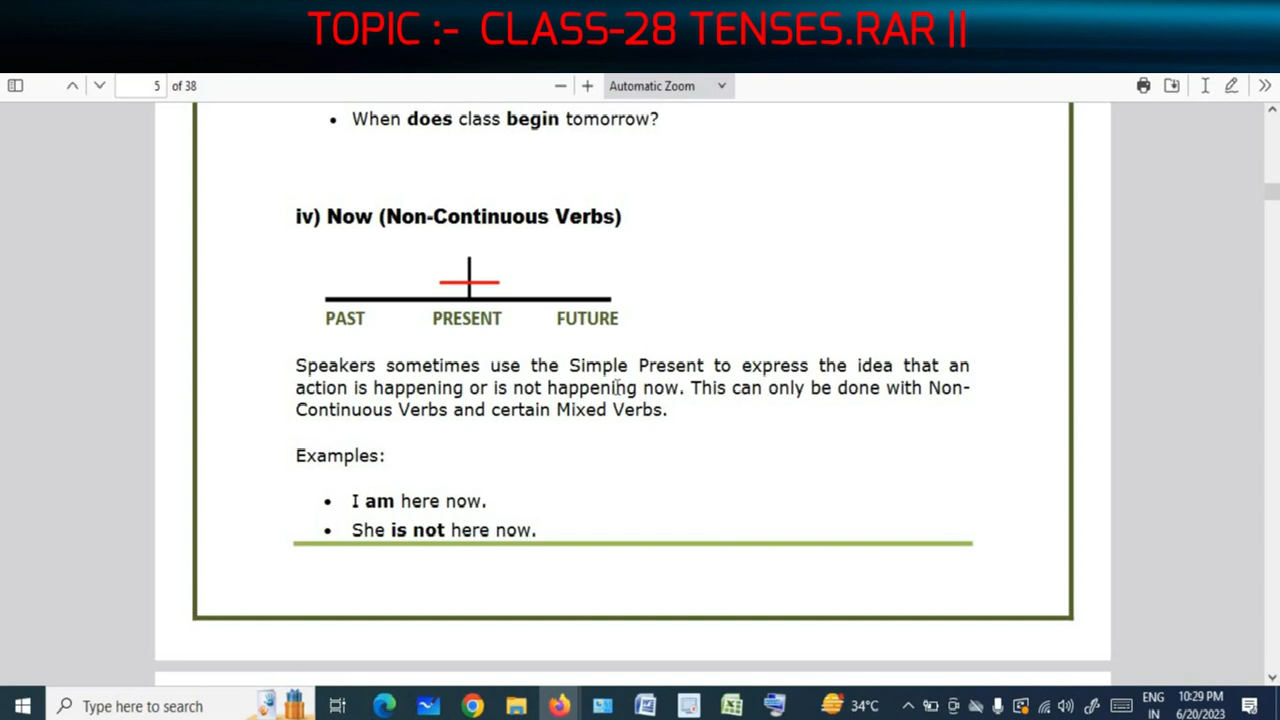 TOPIC :- CLASS-28 TENSES.RAR ||
5 of 38
Automatic Zoom
• When does class begin tomorrow?
iv) Now (Non-Continuous Verbs)
PAST PRESENT FUTURE
Speakers sometimes use the Simple Present to express the idea that an
action is happening or is not happening now. This can only be done with Non-
Continuous Verbs and certain Mixed Verbs.
Examples:
• I am here now.
• She is not here now.
Type here to search
34°C
ENG
IN
10:29 PM
6/20/2023